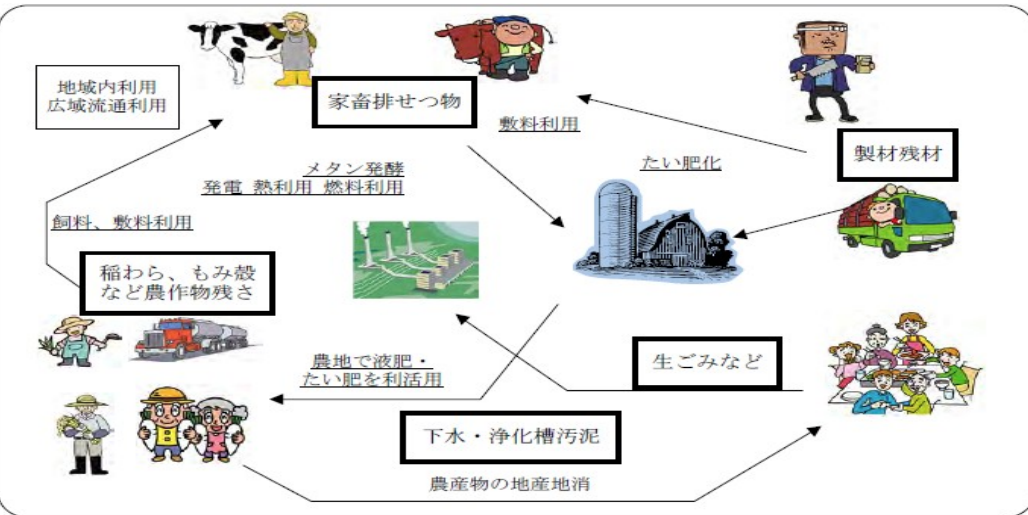 地域内利用
広域流通利用
家畜排せつ物
敷料利用
製材残材
メタン発酵
発電 熱利用 燃料利用
たい肥化
飼料、敷料利用
稲わら、もみ殻
など農作物残さ
農地で液肥・
たい肥を利活用
生ごみなど
下水・浄化槽汚泥
農産物の地産地消